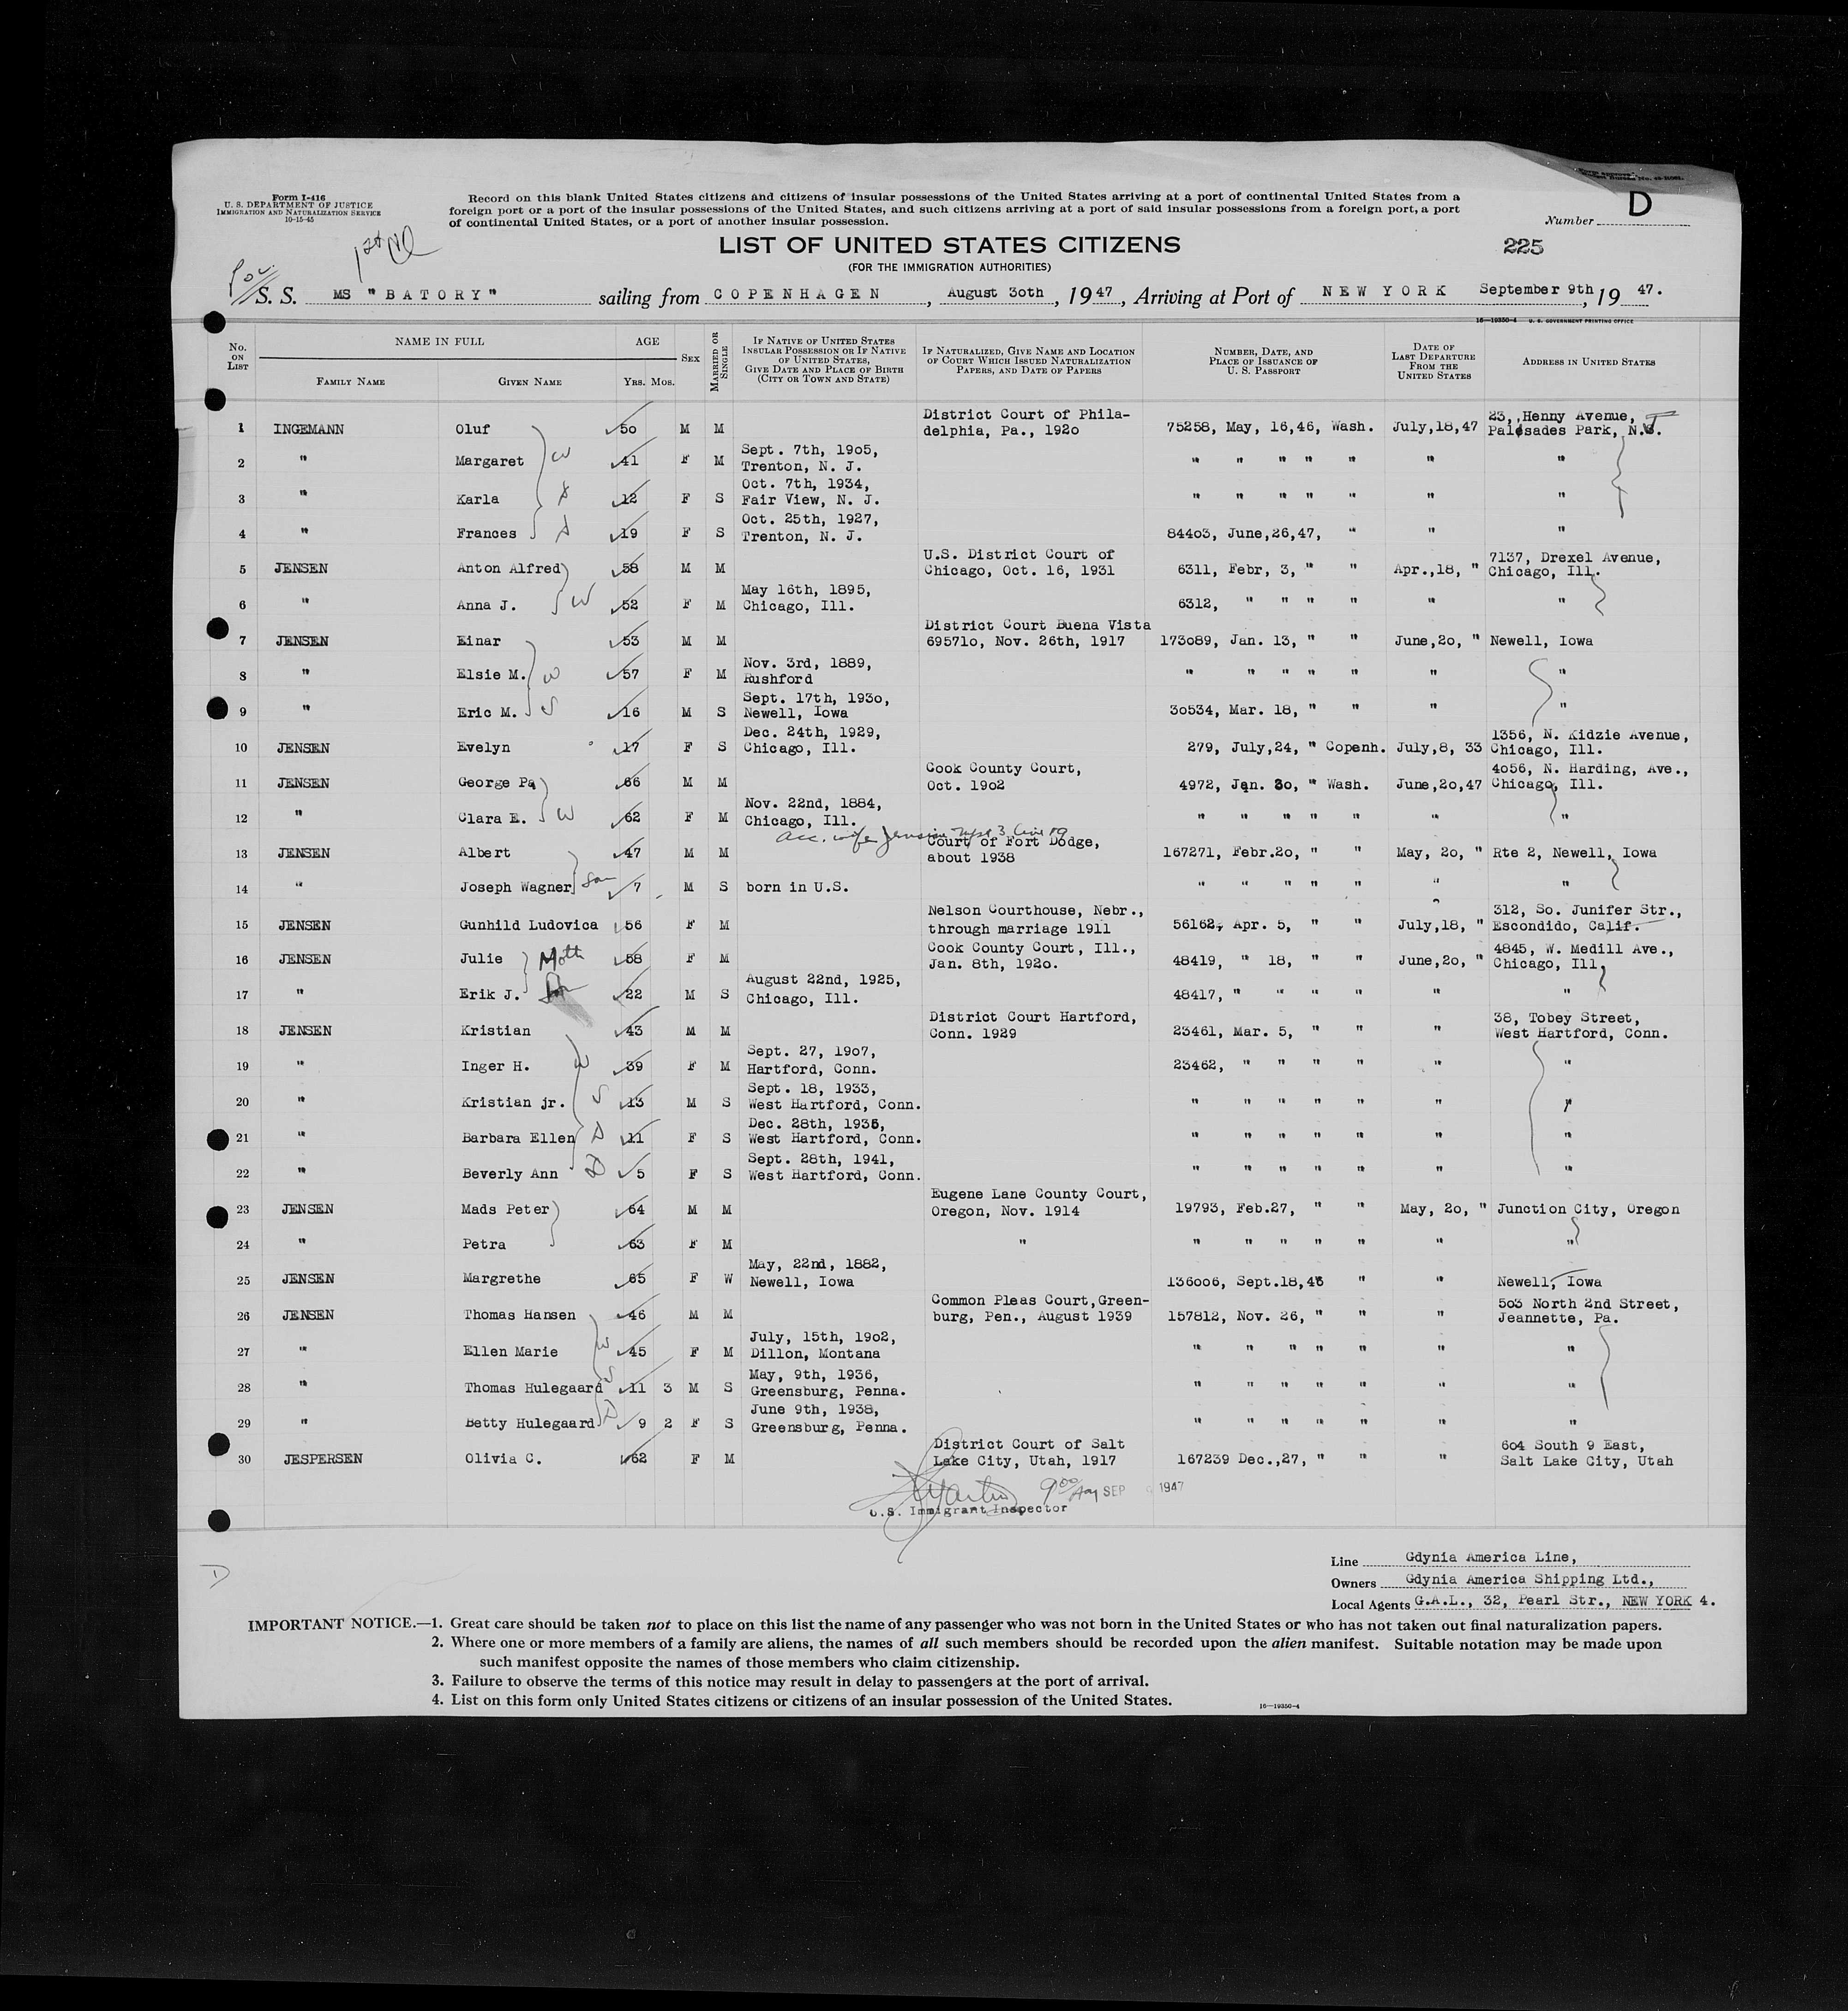 Form I-416
U. S. DEPARTMENT OF JUSTICE
IMMIGRATION AND NATURALIZATION SERVICE
10-15-45
Record on this blank United States citizens and citizens of insular possessions of the United States arriving at a port of continental United States from a
foreign port or a port of the insular possessions of the United States, and such citizens arriving at a port of said insular possessions from a foreign port, a port
of continental United States, or a port of another insular possession.
Number D
LIST OF UNITED STATES CITIZENS
225
(FOR THE IMMIGRATION AUTHORITIES)
1st Cl
S. S. MS "BATORY" sailing from COPENHAGEN, August 30th, 1947, Arriving at Port of NEW YORK September 9th, 1947.
16—19350-4 U. S. GOVERNMENT PRINTING OFFICE
No. ON LIST NAME IN FULL FAMILY NAME GIVEN NAME AGE YRS. MOS. SEX MARRIED OR SINGLE IF NATIVE OF UNITED STATES INSULAR POSSESSION OR IF NATIVE OF UNITED STATES, GIVE DATE AND PLACE OF BIRTH (CITY OR TOWN AND STATE) IF NATURALIZED, GIVE NAME AND LOCATION OF COURT WHICH ISSUED NATURALIZATION PAPERS, AND DATE OF PAPERS NUMBER, DATE, AND PLACE OF ISSUANCE OF U. S. PASSPORT DATE OF LAST DEPARTURE FROM THE UNITED STATES ADDRESS IN UNITED STATES
1 INGEMANN Oluf 50 M M District Court of Phila-delphia, Pa., 1920 75258, May, 16,46, Wash. July,18,47 23, Henny Avenue, Palisades Park, N.J.
2 " Margaret W 41 F M Sept. 7th, 1905, Trenton, N. J. " " " " " " "
3 " Karla D 12 F S Oct. 7th, 1934, Fair View, N. J. " " " " " " "
4 " Frances D 19 F S Oct. 25th, 1927, Trenton, N. J. 84403, June,26,47, " " "
5 JENSEN Anton Alfred 58 M M U.S. District Court of Chicago, Oct. 16, 1931 6311, Febr, 3, " " Apr.,18, " 7137, Drexel Avenue, Chicago, Ill.
6 " Anna J. W 52 F M May 16th, 1895, Chicago, Ill. 6312, " " " " " "
7 JENSEN Einar 53 M M District Court Buena Vista 695710, Nov. 26th, 1917 173089, Jan. 13, " " June,20, " Newell, Iowa
8 " Elsie M. W 57 F M Nov. 3rd, 1889, Rushford " " " " " " "
9 " Eric M. S 16 M S Sept. 17th, 1930, Newell, Iowa 30534, Mar. 18, " " " "
10 JENSEN Evelyn 17 F S Dec. 24th, 1929, Chicago, Ill. 279, July,24, " Copenh. July,8, 33 1356, N. Kidzie Avenue, Chicago, Ill.
11 JENSEN George Pa 66 M M Cook County Court, Oct. 1902 4972, Jan. 30, " Wash. June,20,47 4056, N. Harding, Ave., Chicago, Ill.
12 " Clara E. W 62 F M Nov. 22nd, 1884, Chicago, Ill. " " " " " " "
acc. wife
13 JENSEN Albert 47 M M Court of Fort Dodge, about 1938 167271, Febr.20, " " May, 20, " Rte 2, Newell, Iowa
14 " Joseph Wagner Son 7 M S born in U.S. " " " " " " "
15 JENSEN Gunhild Ludovica 56 F M Nelson Courthouse, Nebr., through marriage 1911 56162, Apr. 5, " " July,18, " 312, So. Junifer Str., Escondido, Calif.
16 JENSEN Julie Moth 58 F M Cook County Court, Ill., Jan. 8th, 1920. 48419, " 18, " " June,20, " 4845, W. Medill Ave., Chicago, Ill.
17 " Erik J. 22 M S August 22nd, 1925, Chicago, Ill. 48417, " " " " " "
18 JENSEN Kristian 43 M M District Court Hartford, Conn. 1929 23461, Mar. 5, " " " 38, Tobey Street, West Hartford, Conn.
19 " Inger H. W 39 F M Sept. 27, 1907, Hartford, Conn. 23462, " " " " " "
20 " Kristian jr. S 13 M S Sept. 18, 1933, West Hartford, Conn. " " " " " " "
21 " Barbara Ellen D 11 F S Dec. 28th, 1935, West Hartford, Conn. " " " " " " "
22 " Beverly Ann D 5 F S Sept. 28th, 1941, West Hartford, Conn. " " " " " " "
23 JENSEN Mads Peter 64 M M Eugene Lane County Court, Oregon, Nov. 1914 19793, Feb.27, " " May, 20, " Junction City, Oregon
24 " Petra 63 F M " " " " " " " "
25 JENSEN Margrethe 65 F W May, 22nd, 1882, Newell, Iowa 136006, Sept.18,46 " " Newell, Iowa
26 JENSEN Thomas Hansen 46 M M Common Pleas Court,Green-burg, Pen., August 1939 157812, Nov. 26, " " " 503 North 2nd Street, Jeannette, Pa.
27 " Ellen Marie W 45 F M July, 15th, 1902, Dillon, Montana " " " " " " "
28 " Thomas Hulegaard S 11 3 M S May, 9th, 1936, Greensburg, Penna. " " " " " " "
29 " Betty Hulegaard D 9 2 F S June 9th, 1938, Greensburg, Penna. " " " " " " "
30 JESPERSEN Olivia C. 62 F M District Court of Salt Lake City, Utah, 1917 167239 Dec.,27, " " " 604 South 9 East, Salt Lake City, Utah
Martin 9 00 SEP 9 1947
U.S. Immigrant Inspector
D
Line Gdynia America Line,
Owners Gdynia America Shipping Ltd.,
Local Agents G.A.L., 32, Pearl Str., NEW YORK 4.
IMPORTANT NOTICE.—1. Great care should be taken not to place on this list the name of any passenger who was not born in the United States or who has not taken out final naturalization papers.
2. Where one or more members of a family are aliens, the names of all such members should be recorded upon the alien manifest. Suitable notation may be made upon
such manifest opposite the names of those members who claim citizenship.
3. Failure to observe the terms of this notice may result in delay to passengers at the port of arrival.
4. List on this form only United States citizens or citizens of an insular possession of the United States.
16—19350-4